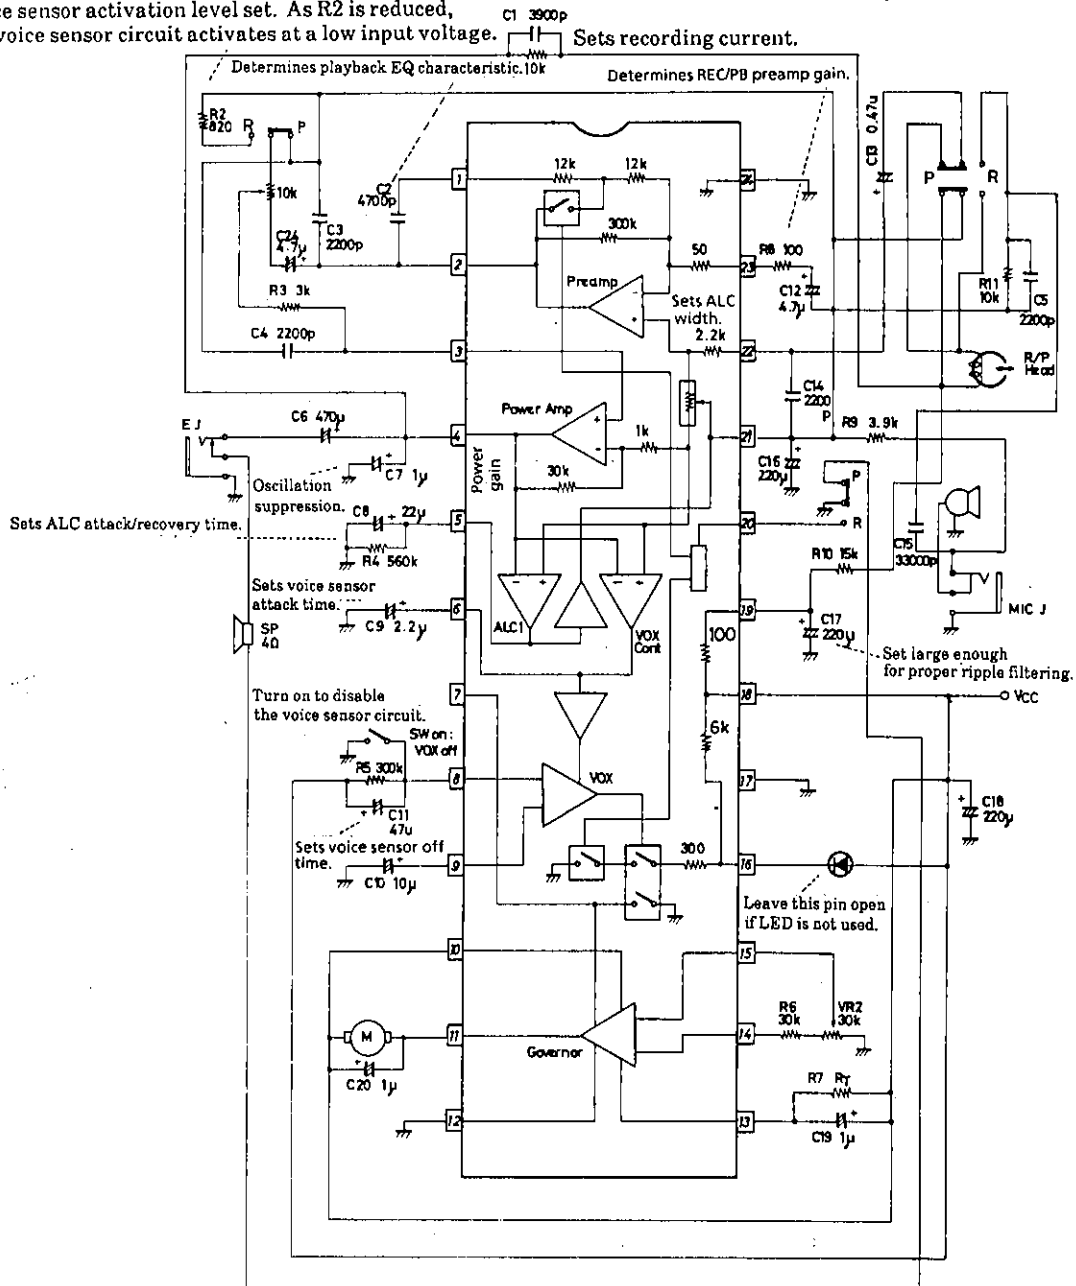 ce sensor activation level set. As R2 is reduced,
voice sensor circuit activates at a low input voltage.
C1 3900p
Sets recording current.
Determines playback EQ characteristic.
10k
Determines REC/PB preamp gain.
R2
820
R
P
10k
C24
4.7μ
+
C3
2200p
C2
4700p
R3 3k
C4 2200p
1
12k
12k
300k
2
50
Preamp
-
+
Sets ALC
width.
2.2k
3
24
23
R8 100
C12
4.7μ
+
22
C13 0.47u
+
P
R
R11
10k
C5
2200p
R/P
Head
C14
2200
P
EJ
V
C6 470μ
4
C7 1μ
+
Oscillation
suppression.
Power Amp
+
-
1k
30k
Power
gain
21
C16
220μ
+
R9 3.9k
P
R
20
C15
33000p
R10 15k
MIC J
V
Sets ALC attack/recovery time.
C8
+ 22μ
5
R4 560k
- +
- +
ALC1
VOX
Cont
Sets voice sensor
attack time.
C9 2.2μ
+
6
SP
4Ω
19
100
C17
220μ
+
Set large enough
for proper ripple filtering.
18
VCC
7
Turn on to disable
the voice sensor circuit.
SW on :
VOX off
R5 300k
8
+
C11
47u
VOX
6k
17
C18
220μ
+
Sets voice sensor off
time.
C10 10μ
+
9
300
16
Leave this pin open
if LED is not used.
10
15
M
11
Governor
14
R6
30k
VR2
30k
+
C20 1μ
R7 Rγ
12
13
C19 1μ
+